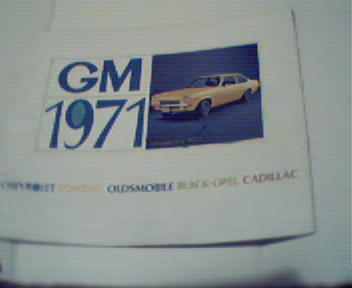 GM
1971
CHEVROLET PONTIAC OLDSMOBILE BUICK-OPEL CADILLAC